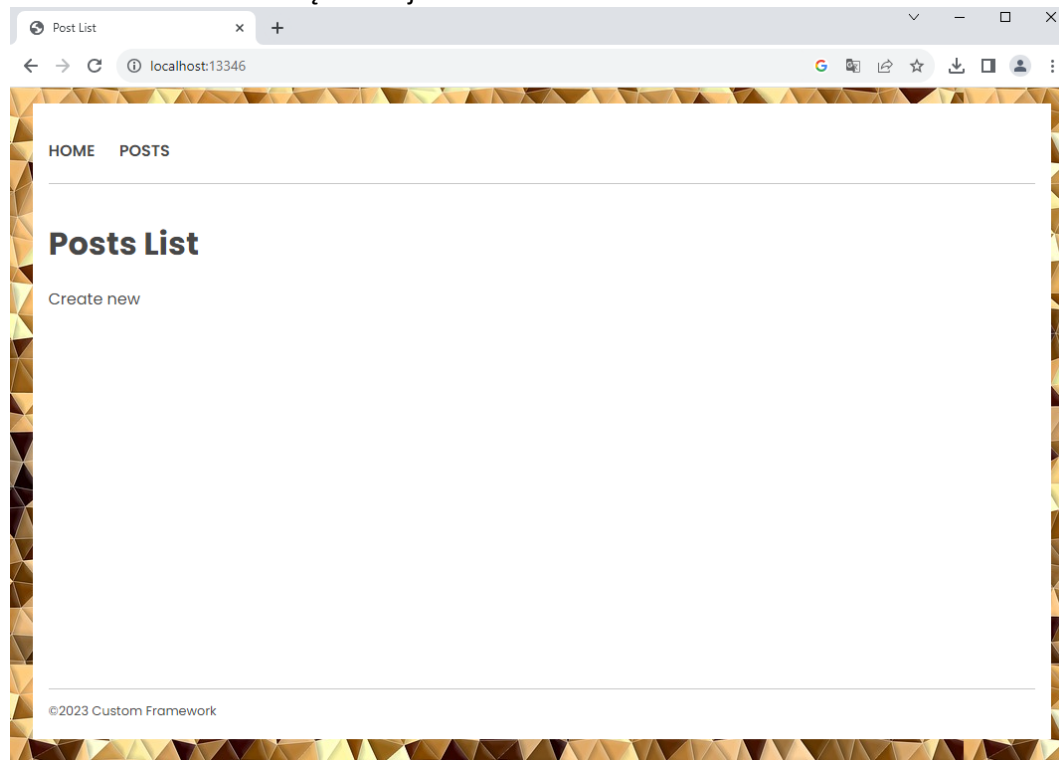 Post List
localhost:13346
HOME POSTS
Posts List
Create new
©2023 Custom Framework